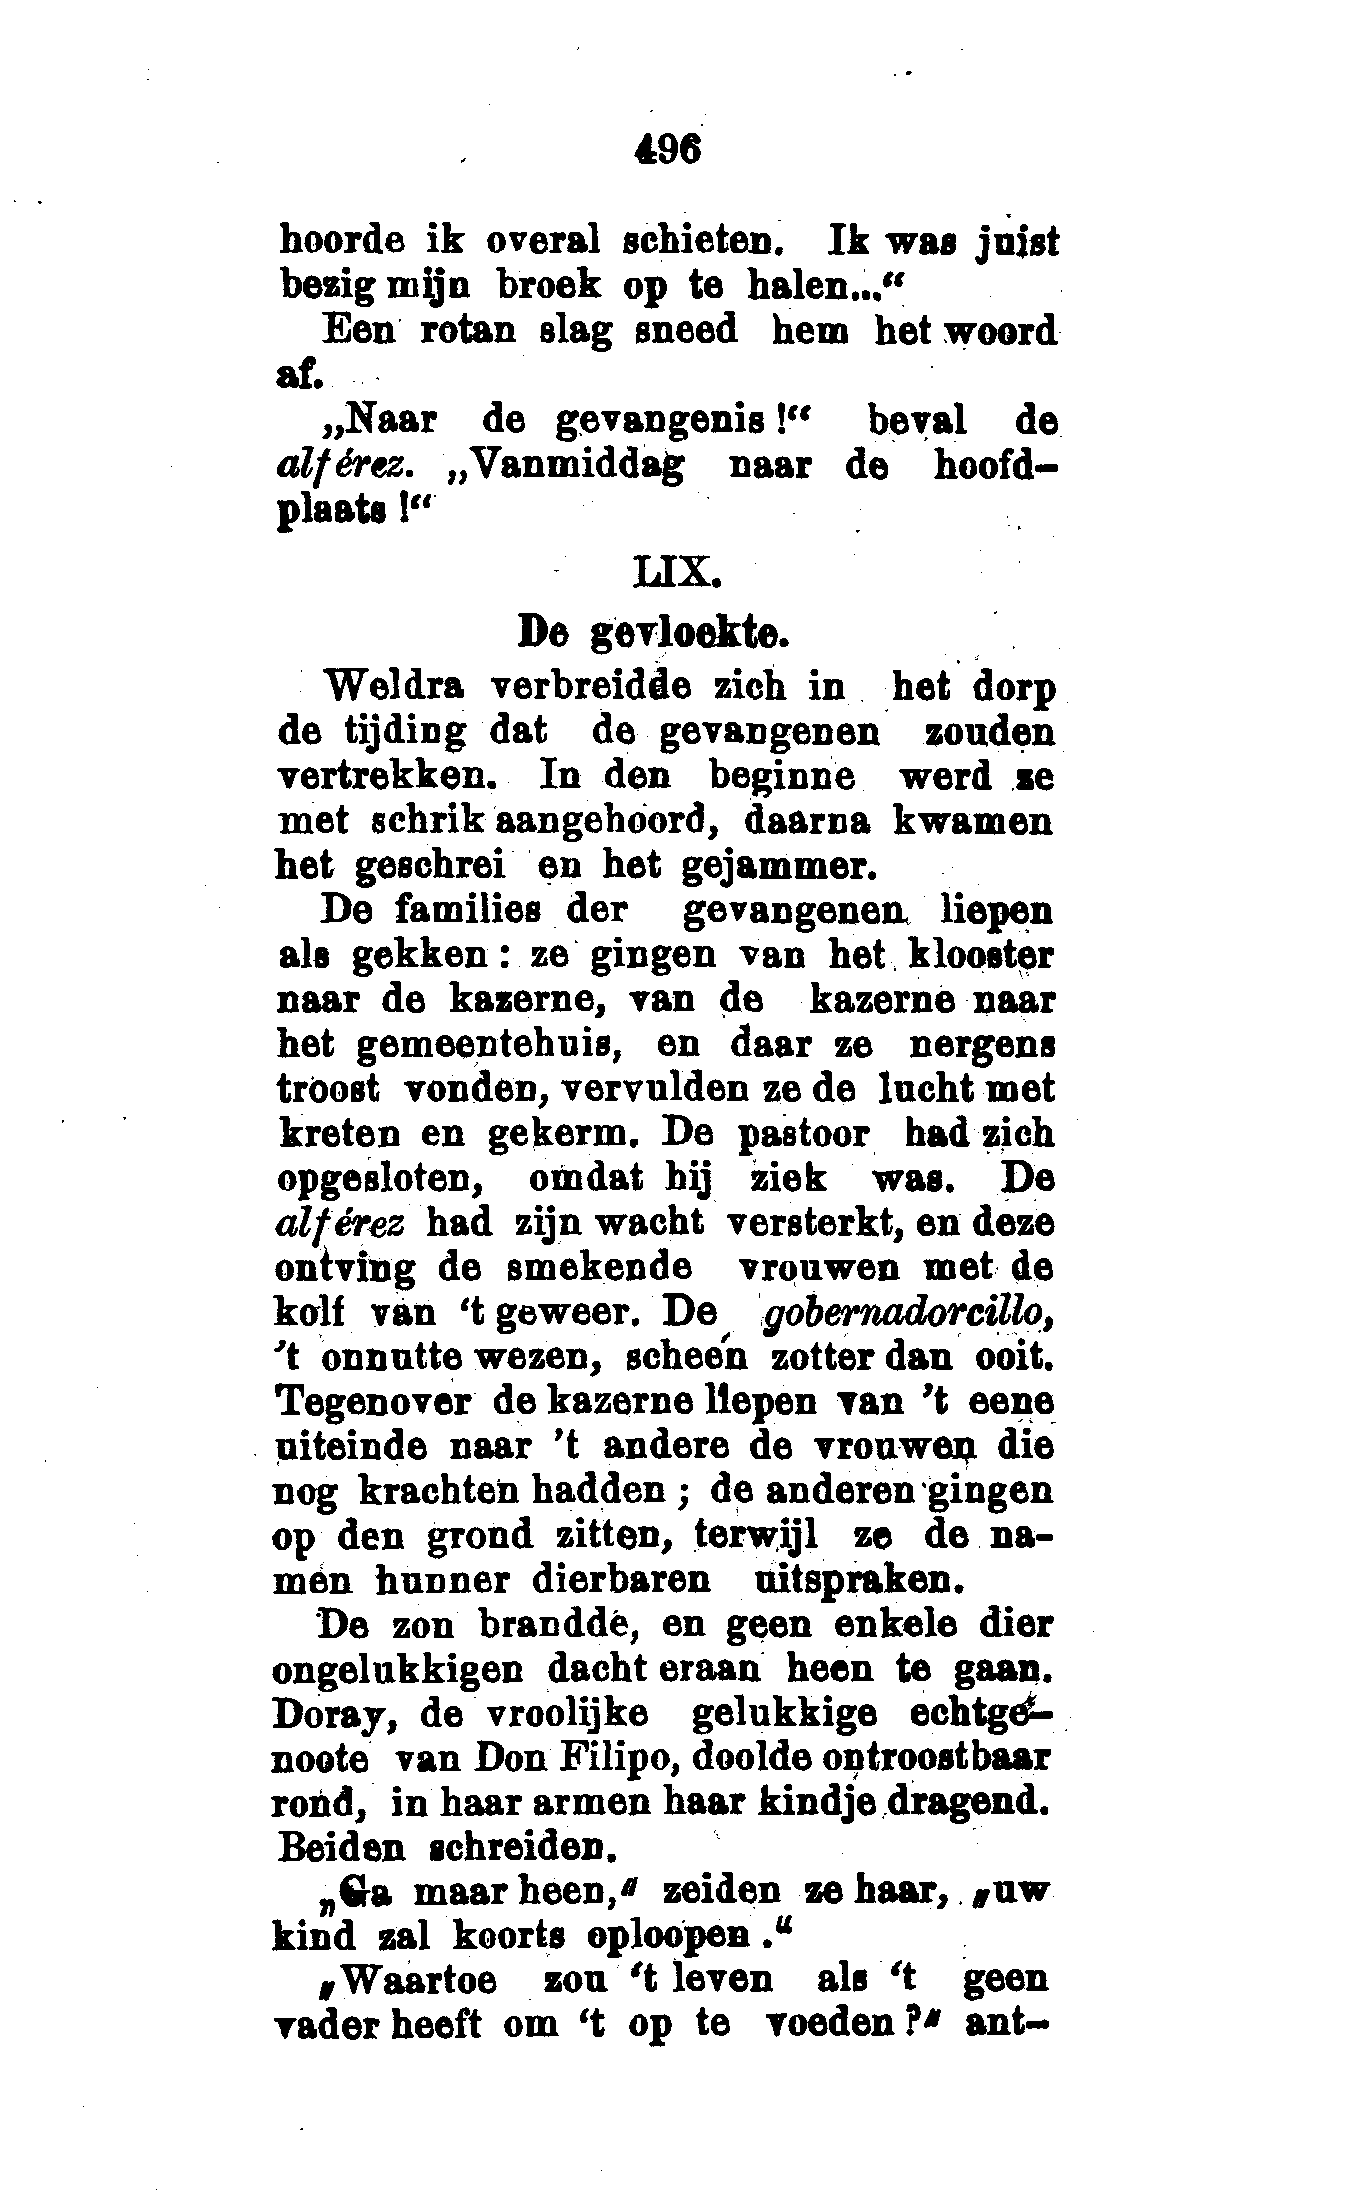 496
hoorde ik overal schieten. Ik was juist
bezig mijn broek op te halen..."
Een rotan slag sneed hem het woord
af.
„Naar de gevangenis!“ beval de
alférez. „Vanmiddag naar de hoofd-
plaats!“
LIX.
De gevloekte.
Weldra verbreidde zich in het dorp
de tijding dat de gevangenen zouden
vertrekken. In den beginne werd ze
met schrik aangehoord, daarna kwamen
het geschrei en het gejammer.
De families der gevangenen liepen
als gekken: ze gingen van het klooster
naar de kazerne, van de kazerne naar
het gemeentehuis, en daar ze nergens
troost vonden, vervulden ze de lucht met
kreten en gekerm. De pastoor had zich
opgesloten, omdat hij ziek was. De
alférez had zijn wacht versterkt, en deze
ontving de smekende vrouwen met de
kolf van ‘t geweer. De gobernadorcillo,
’t onnutte wezen, scheen zotter dan ooit.
Tegenover de kazerne liepen van ’t eene
uiteinde naar ’t andere de vrouwen die
nog krachten hadden; de anderen gingen
op den grond zitten, terwijl ze de na-
men hunner dierbaren uitspraken.
De zon brandde, en geen enkele dier
ongelukkigen dacht eraan heen te gaan.
Doray, de vroolijke gelukkige echtge-
noote van Don Filipo, doolde ontroostbaar
rond, in haar armen haar kindje dragend.
Beiden schreiden.
„Ga maar heen," zeiden ze haar, „uw
kind zal koorts oploopen."
„Waartoe zou ‘t leven als ‘t geen
vader heeft om ‘t op te voeden?" ant-